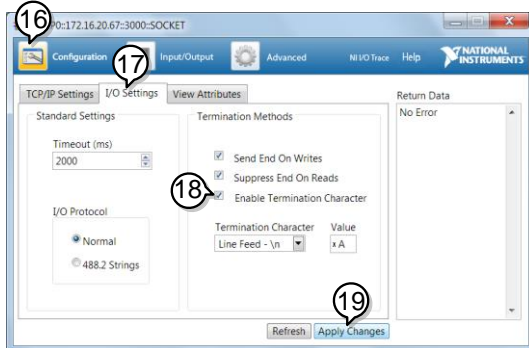 16
P0::172.16.20.67::3000::SOCKET
Configuration Input/Output Advanced NI I/O Trace Help NATIONAL INSTRUMENTS
17
TCP/IP Settings I/O Settings View Attributes
Return Data
No Error
Standard Settings
Timeout (ms)
2000
I/O Protocol
Normal
488.2 Strings
Termination Methods
Send End On Writes
Suppress End On Reads
18
Enable Termination Character
Termination Character Value
Line Feed - \n x A
19
Refresh Apply Changes